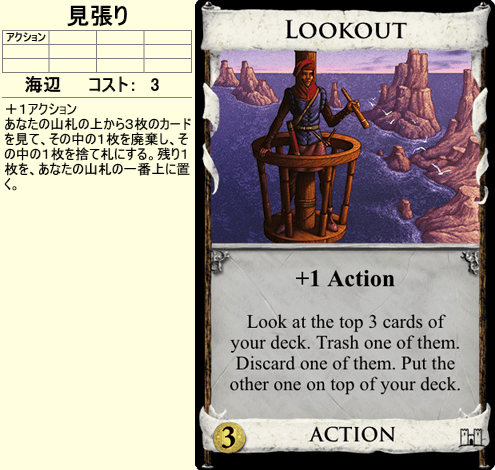 見張り
アクション
海辺 コスト: 3
+1アクション
あなたの山札の上から3枚のカード
を見て、その中の1枚を廃棄し、そ
の中の1枚を捨て札にする。残り1
枚を、あなたの山札の一番上に置
く。
LOOKOUT
+1 Action
Look at the top 3 cards of
your deck. Trash one of them.
Discard one of them. Put the
other one on top of your deck.
3 ACTION